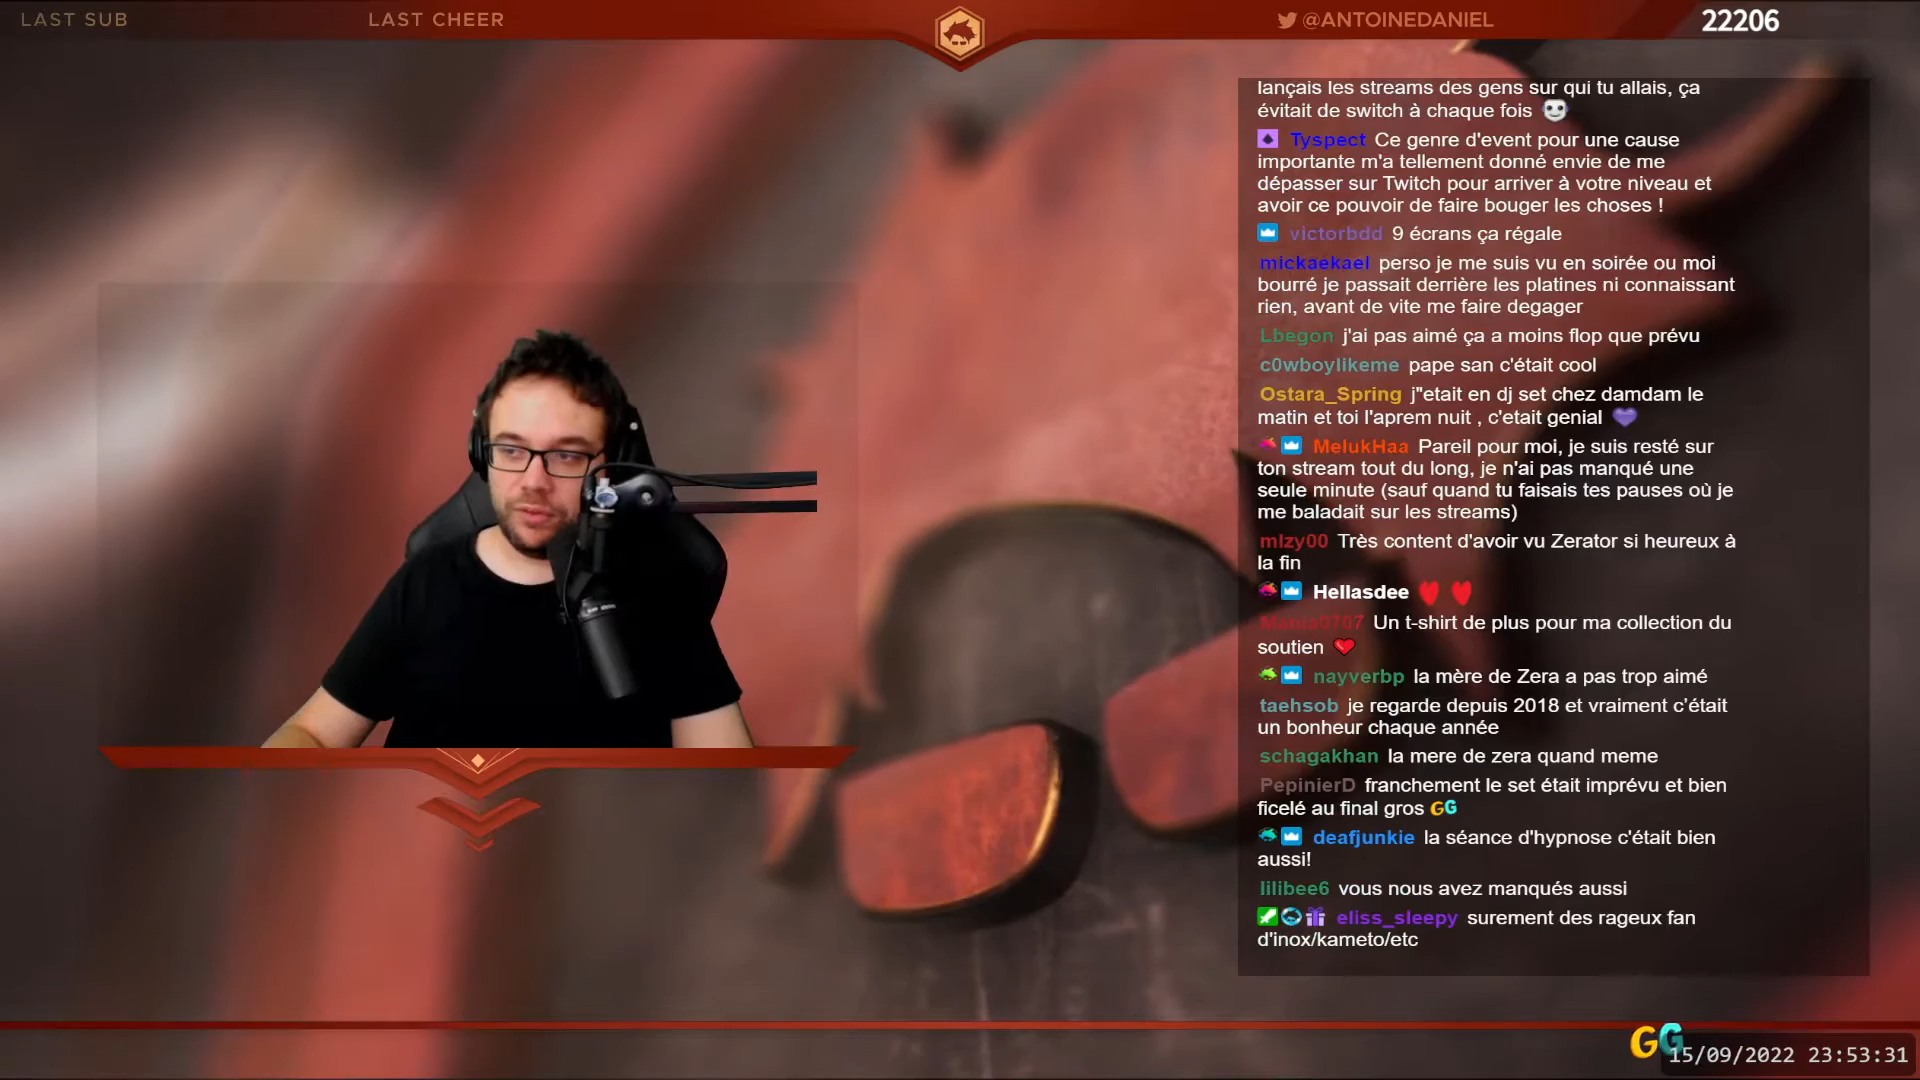 LAST SUB
LAST CHEER
@ANTOINEDANIEL
22206
lançais les streams des gens sur qui tu allais, ça
évitait de switch à chaque fois
Tyspect Ce genre d'event pour une cause
importante m'a tellement donné envie de me
dépasser sur Twitch pour arriver à votre niveau et
avoir ce pouvoir de faire bouger les choses !
victorbdd 9 écrans ça régale
mickaekael perso je me suis vu en soirée ou moi
bourré je passait derrière les platines ni connaissant
rien, avant de vite me faire degager
Lbegon j'ai pas aimé ça a moins flop que prévu
c0wboylikeme pape san c'était cool
Ostara_Spring j"etait en dj set chez damdam le
matin et toi l'aprem nuit , c'etait genial
MelukHaa Pareil pour moi, je suis resté sur
ton stream tout du long, je n'ai pas manqué une
seule minute (sauf quand tu faisais tes pauses où je
me baladait sur les streams)
mlzy00 Très content d'avoir vu Zerator si heureux à
la fin
Hellasdee
Un t-shirt de plus pour ma collection du
soutien
nayverbp la mère de Zera a pas trop aimé
taehsob je regarde depuis 2018 et vraiment c'était
un bonheur chaque année
schagakhan la mere de zera quand meme
PepinierD franchement le set était imprévu et bien
ficelé au final gros GG
deafjunkie la séance d'hypnose c'était bien
aussi!
lilibee6 vous nous avez manqués aussi
eliss_sleepy surement des rageux fan
d'inox/kameto/etc
GG
15/09/2022 23:53:31